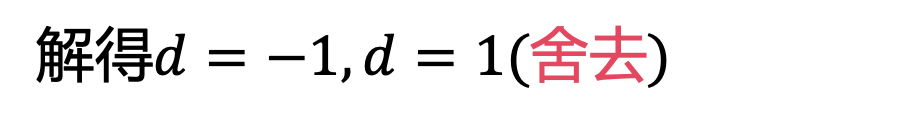 解得d = −1, d = 1(舍去)